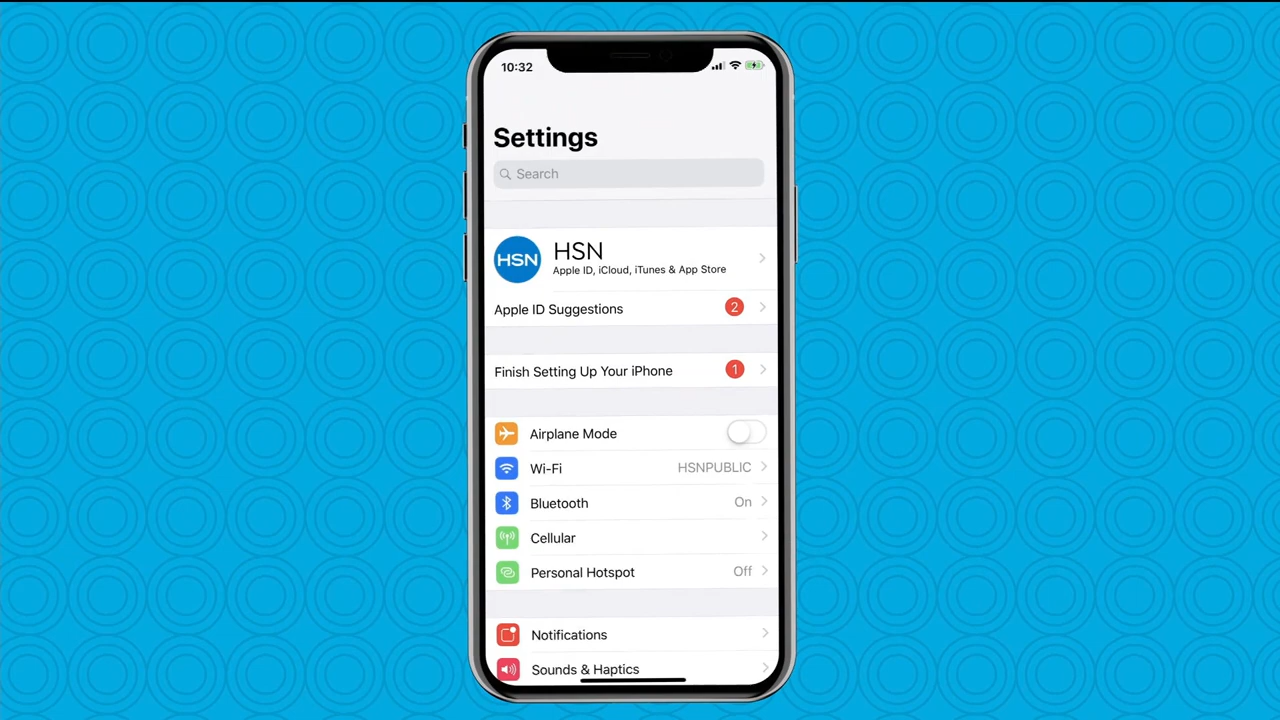 10:32
Settings
Search
HSN
HSN
Apple ID, iCloud, iTunes & App Store
Apple ID Suggestions 2
Finish Setting Up Your iPhone 1
Airplane Mode
Wi-Fi HSNPUBLIC
Bluetooth On
Cellular
Personal Hotspot Off
Notifications
Sounds & Haptics